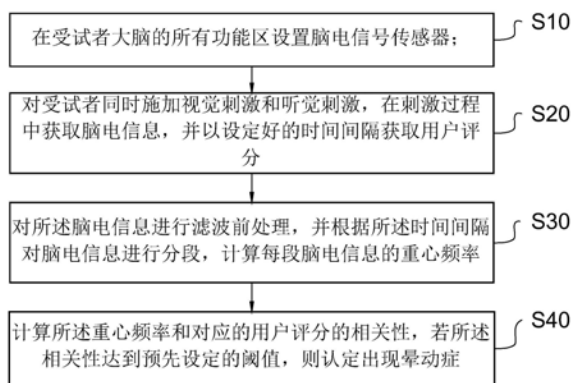 在受试者大脑的所有功能区设置脑电信号传感器；
S10
对受试者同时施加视觉刺激和听觉刺激，在刺激过程
中获取脑电信息，并以设定好的时间间隔获取用户评
分
S20
对所述脑电信息进行滤波前处理，并根据所述时间间隔
对脑电信息进行分段，计算每段脑电信息的重心频率
S30
计算所述重心频率和对应的用户评分的相关性，若所述
相关性达到预先设定的阈值，则认定出现晕动症
S40